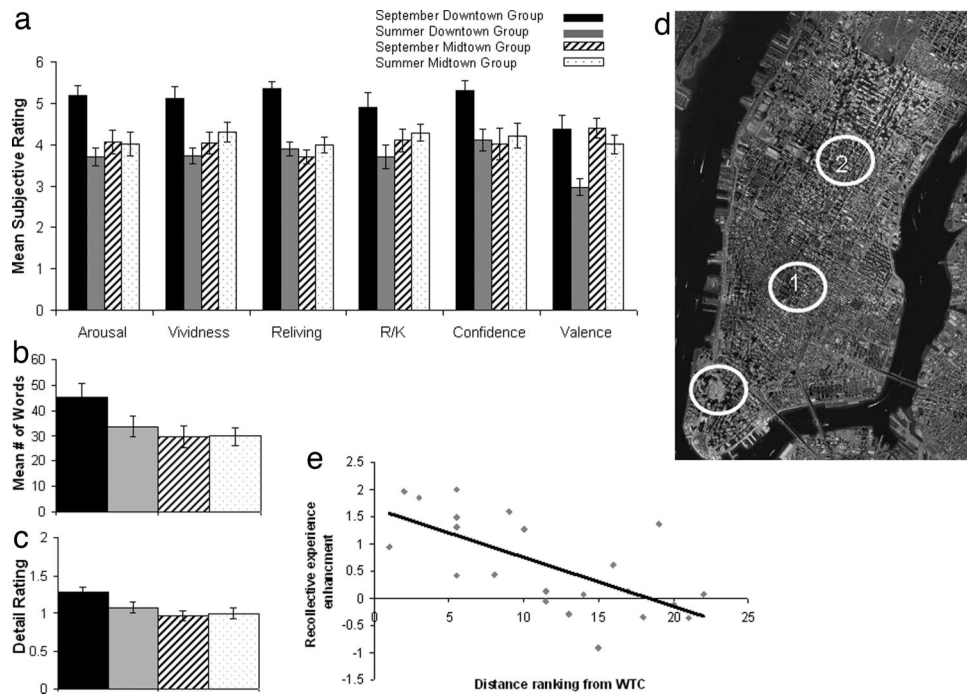 a
September Downtown Group
Summer Downtown Group
September Midtown Group
Summer Midtown Group
Mean Subjective Rating
6
5
4
3
2
1
0
Arousal Vividness Reliving R/K Confidence Valence
b
Mean # of Words
60
50
40
30
20
10
0
c
Detail Rating
2
1.5
1
0.5
0
d
2
1
e
Recollective experience
enhancment
2.5
2
1.5
1
0.5
0
-0.5
-1
-1.5
0 5 10 15 20 25
Distance ranking from WTC